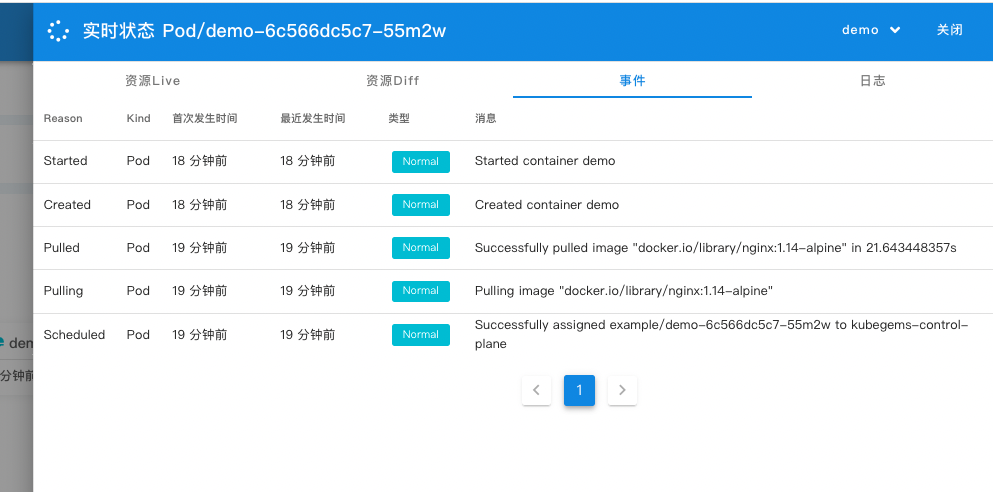 实时状态 Pod/demo-6c566dc5c7-55m2w demo 关闭
资源Live 资源Diff 事件 日志
Reason Kind 首次发生时间 最近发生时间 类型 消息
Started Pod 18 分钟前 18 分钟前 Normal Started container demo
Created Pod 18 分钟前 18 分钟前 Normal Created container demo
Pulled Pod 19 分钟前 19 分钟前 Normal Successfully pulled image "docker.io/library/nginx:1.14-alpine" in 21.643448357s
Pulling Pod 19 分钟前 19 分钟前 Normal Pulling image "docker.io/library/nginx:1.14-alpine"
Scheduled Pod 19 分钟前 19 分钟前 Normal Successfully assigned example/demo-6c566dc5c7-55m2w to kubegems-control-
plane
dem
分钟前
1